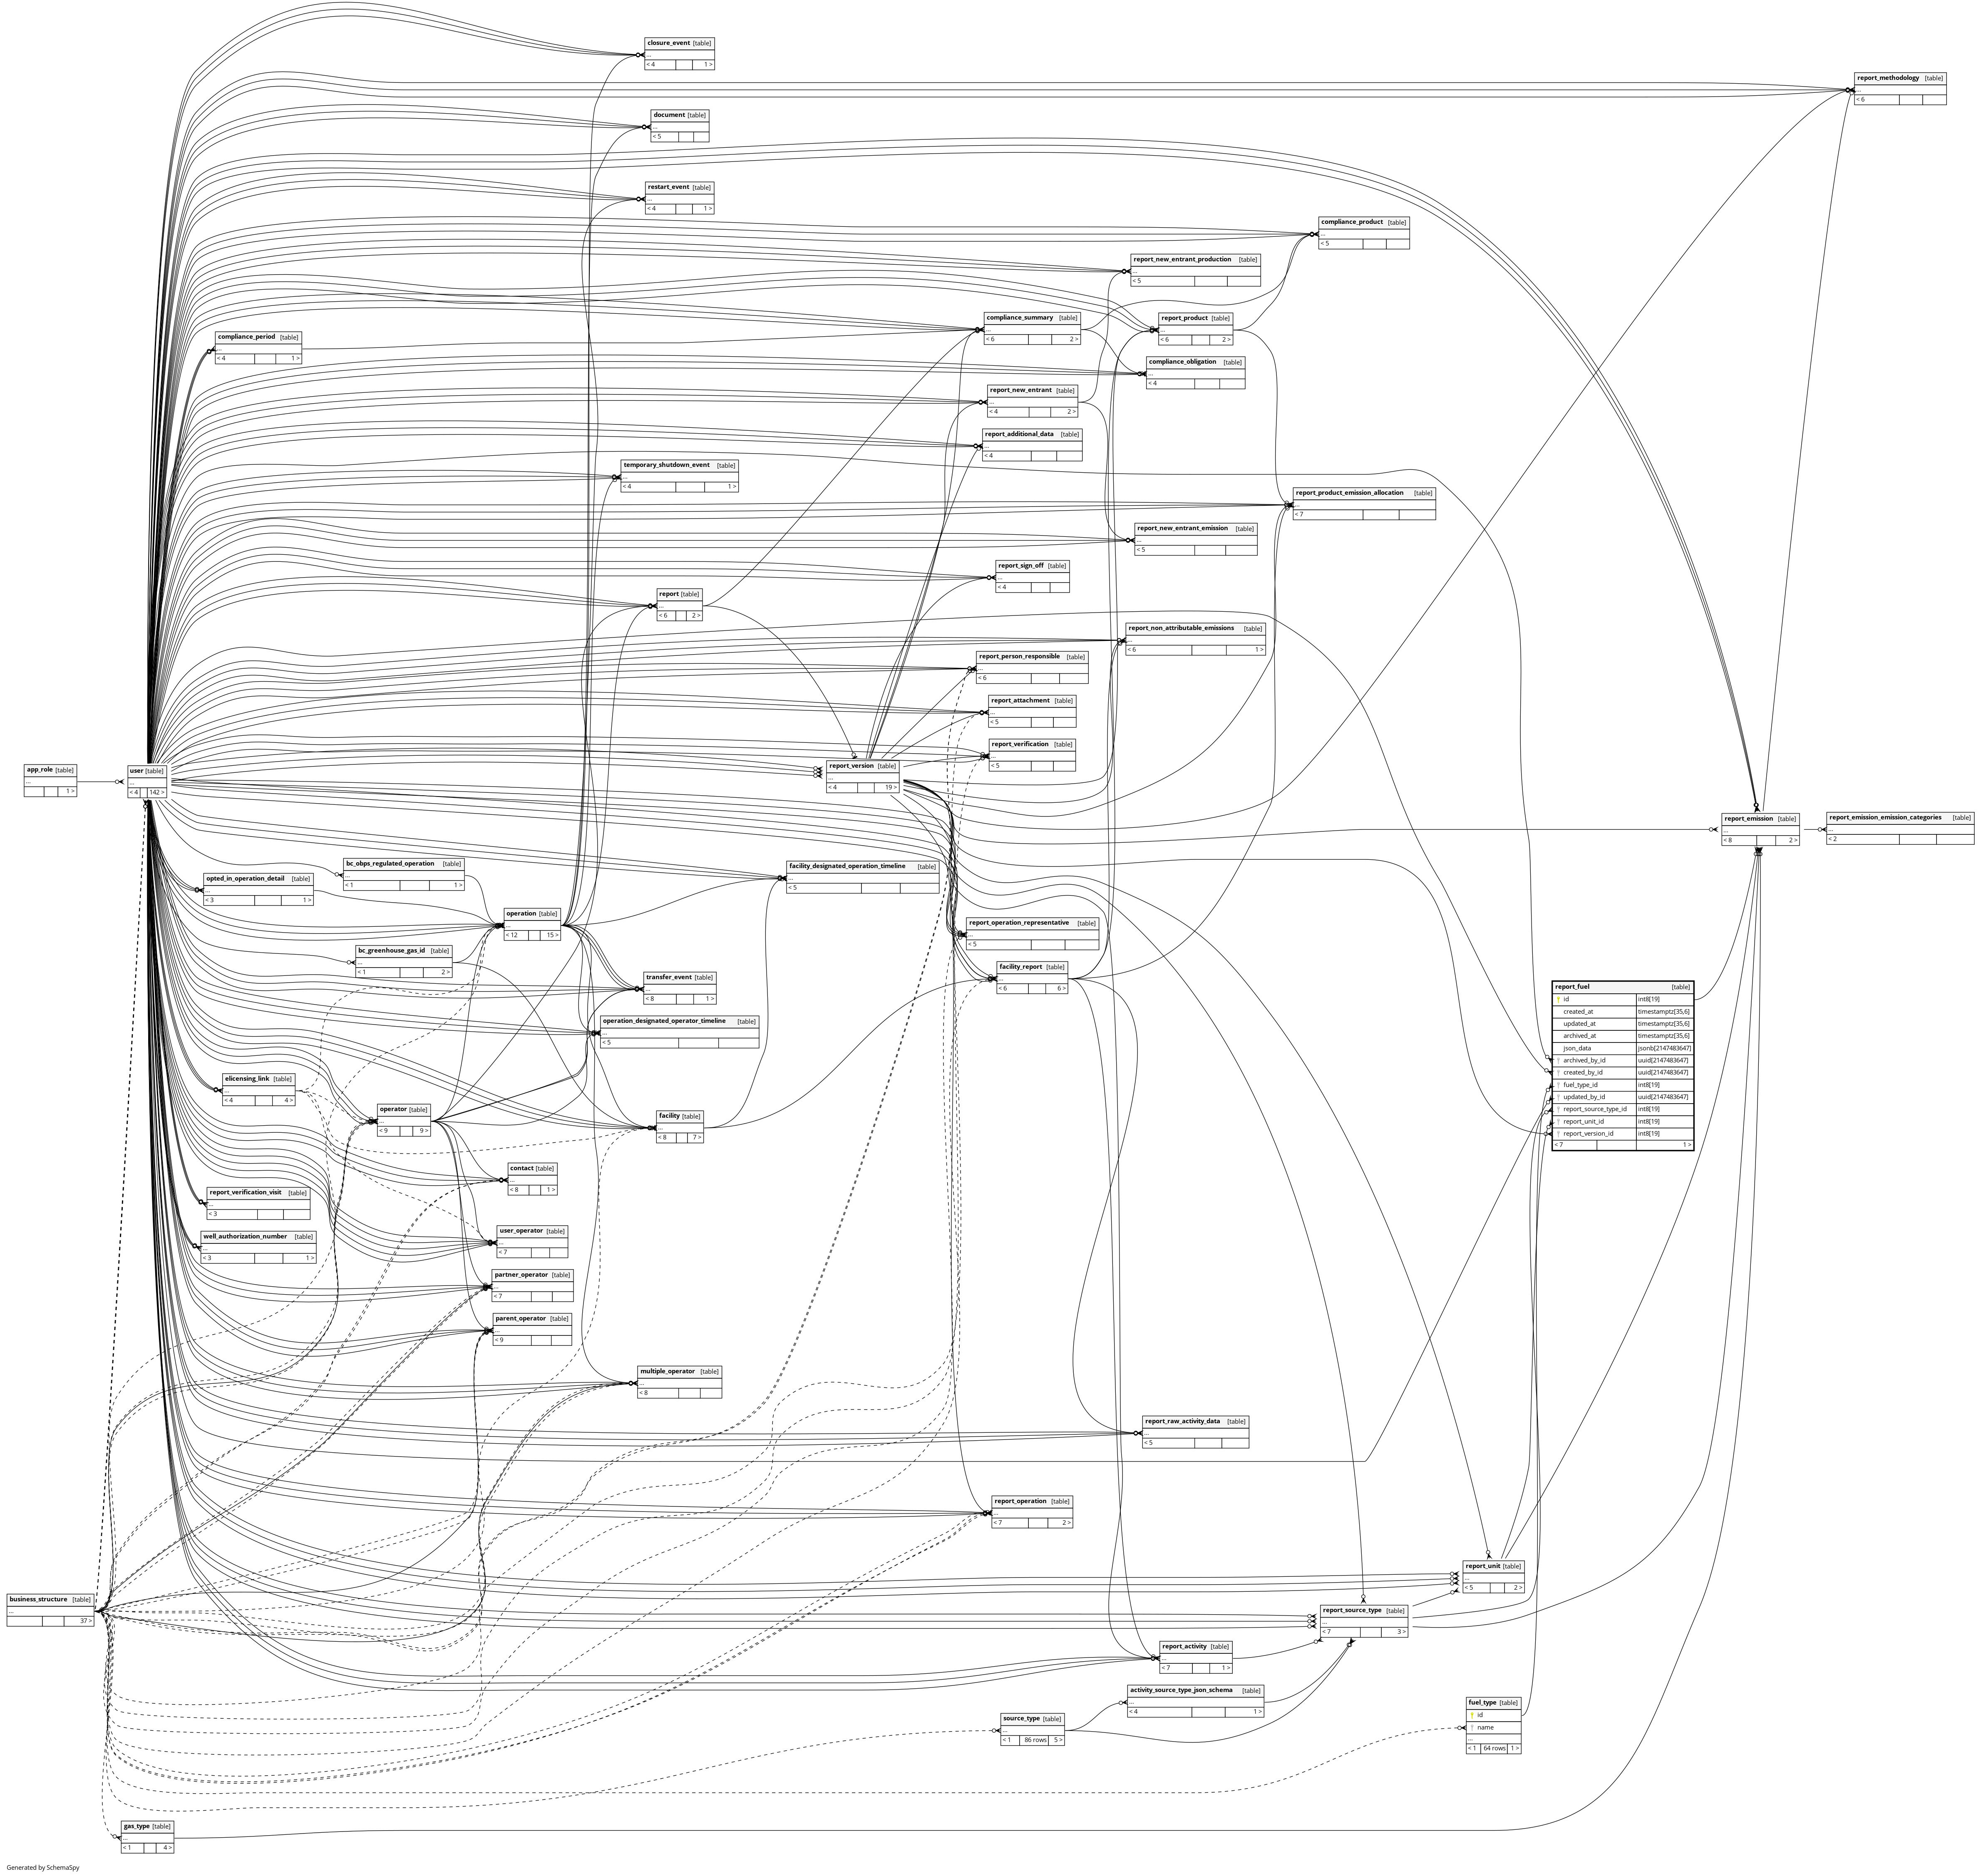 closure_event [table]
...
< 4 1 >
report_methodology [table]
...
< 6
document [table]
...
< 5
restart_event [table]
...
< 4 1 >
compliance_product [table]
...
< 5
report_new_entrant_production [table]
...
< 5
compliance_summary [table]
...
< 6 2 >
report_product [table]
...
< 6 2 >
compliance_period [table]
...
< 4 1 >
compliance_obligation [table]
...
< 4
report_new_entrant [table]
...
< 4 2 >
report_additional_data [table]
...
< 4
temporary_shutdown_event [table]
...
< 4 1 >
report_product_emission_allocation [table]
...
< 7
report_new_entrant_emission [table]
...
< 5
report_sign_off [table]
...
< 4
report [table]
...
< 6 2 >
report_non_attributable_emissions [table]
...
< 6 1 >
report_person_responsible [table]
...
< 6
report_attachment [table]
...
< 5
report_verification [table]
...
< 5
app_role [table]
...
1 >
user [table]
...
< 4 142 >
report_version [table]
...
< 4 19 >
report_emission [table]
...
< 8 2 >
report_emission_emission_categories [table]
...
< 2
bc_obps_regulated_operation [table]
...
< 1 1 >
facility_designated_operation_timeline [table]
...
< 5
opted_in_operation_detail [table]
...
< 3 1 >
operation [table]
...
< 12 15 >
report_operation_representative [table]
...
< 5
bc_greenhouse_gas_id [table]
...
< 1 2 >
facility_report [table]
...
< 6 6 >
transfer_event [table]
...
< 8 1 >
report_fuel [table]
id int8[19]
created_at timestamptz[35,6]
updated_at timestamptz[35,6]
archived_at timestamptz[35,6]
json_data jsonb[2147483647]
archived_by_id uuid[2147483647]
created_by_id uuid[2147483647]
fuel_type_id int8[19]
updated_by_id uuid[2147483647]
report_source_type_id int8[19]
report_unit_id int8[19]
report_version_id int8[19]
< 7 1 >
operation_designated_operator_timeline [table]
...
< 5
elicensing_link [table]
...
< 4 4 >
operator [table]
...
< 9 9 >
facility [table]
...
< 8 7 >
contact [table]
...
< 8 1 >
report_verification_visit [table]
...
< 3
user_operator [table]
...
< 7
well_authorization_number [table]
...
< 3 1 >
partner_operator [table]
...
< 7
parent_operator [table]
...
< 9
multiple_operator [table]
...
< 8
report_raw_activity_data [table]
...
< 5
report_operation [table]
...
< 7 2 >
report_unit [table]
...
< 5 2 >
business_structure [table]
...
37 >
report_source_type [table]
...
< 7 3 >
report_activity [table]
...
< 7 1 >
activity_source_type_json_schema [table]
...
< 4 1 >
fuel_type [table]
id
name
...
< 1 64 rows 1 >
source_type [table]
...
< 1 86 rows 5 >
gas_type [table]
...
< 1 4 >
Generated by SchemaSpy